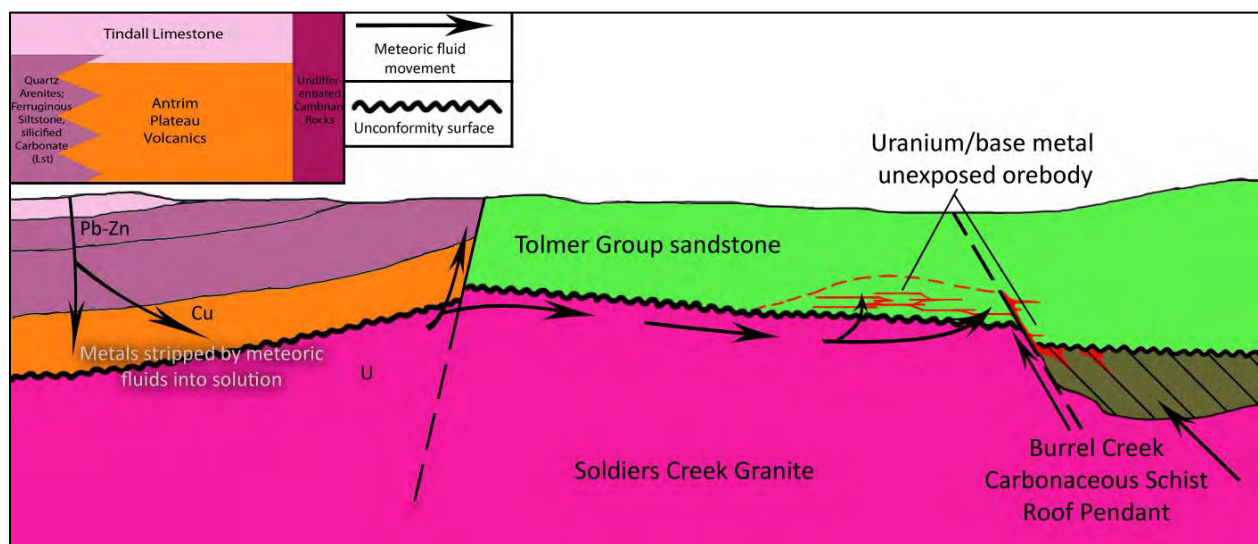 Tindall Limestone
Quartz
Arenites;
Ferruginous
Siltstone,
silicified
Carbonate
(Lst)
Antrim
Plateau
Volcanics
Undiffer-
entiated
Cambrian
Rocks
Meteoric fluid
movement
Unconformity surface
Uranium/base metal
unexposed orebody
Pb-Zn
Tolmer Group sandstone
Cu
Metals stripped by meteoric
fluids into solution
U
Soldiers Creek Granite
Burrel Creek
Carbonaceous Schist
Roof Pendant